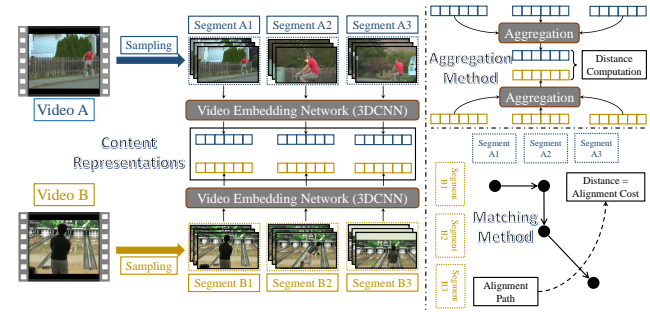 Segment A1 Segment A2 Segment A3
Sampling
Video A
Video Embedding Network (3DCNN)
Content
Representations
Video B
Video Embedding Network (3DCNN)
Sampling
Segment B1 Segment B2 Segment B3
Aggregation
Aggregation
Method
Distance
Computation
Aggregation
Segment
A1
Segment
A2
Segment
A3
Segment
B1
Segment
B2
Segment
B3
Distance =
Alignment Cost
Matching
Method
Alignment
Path